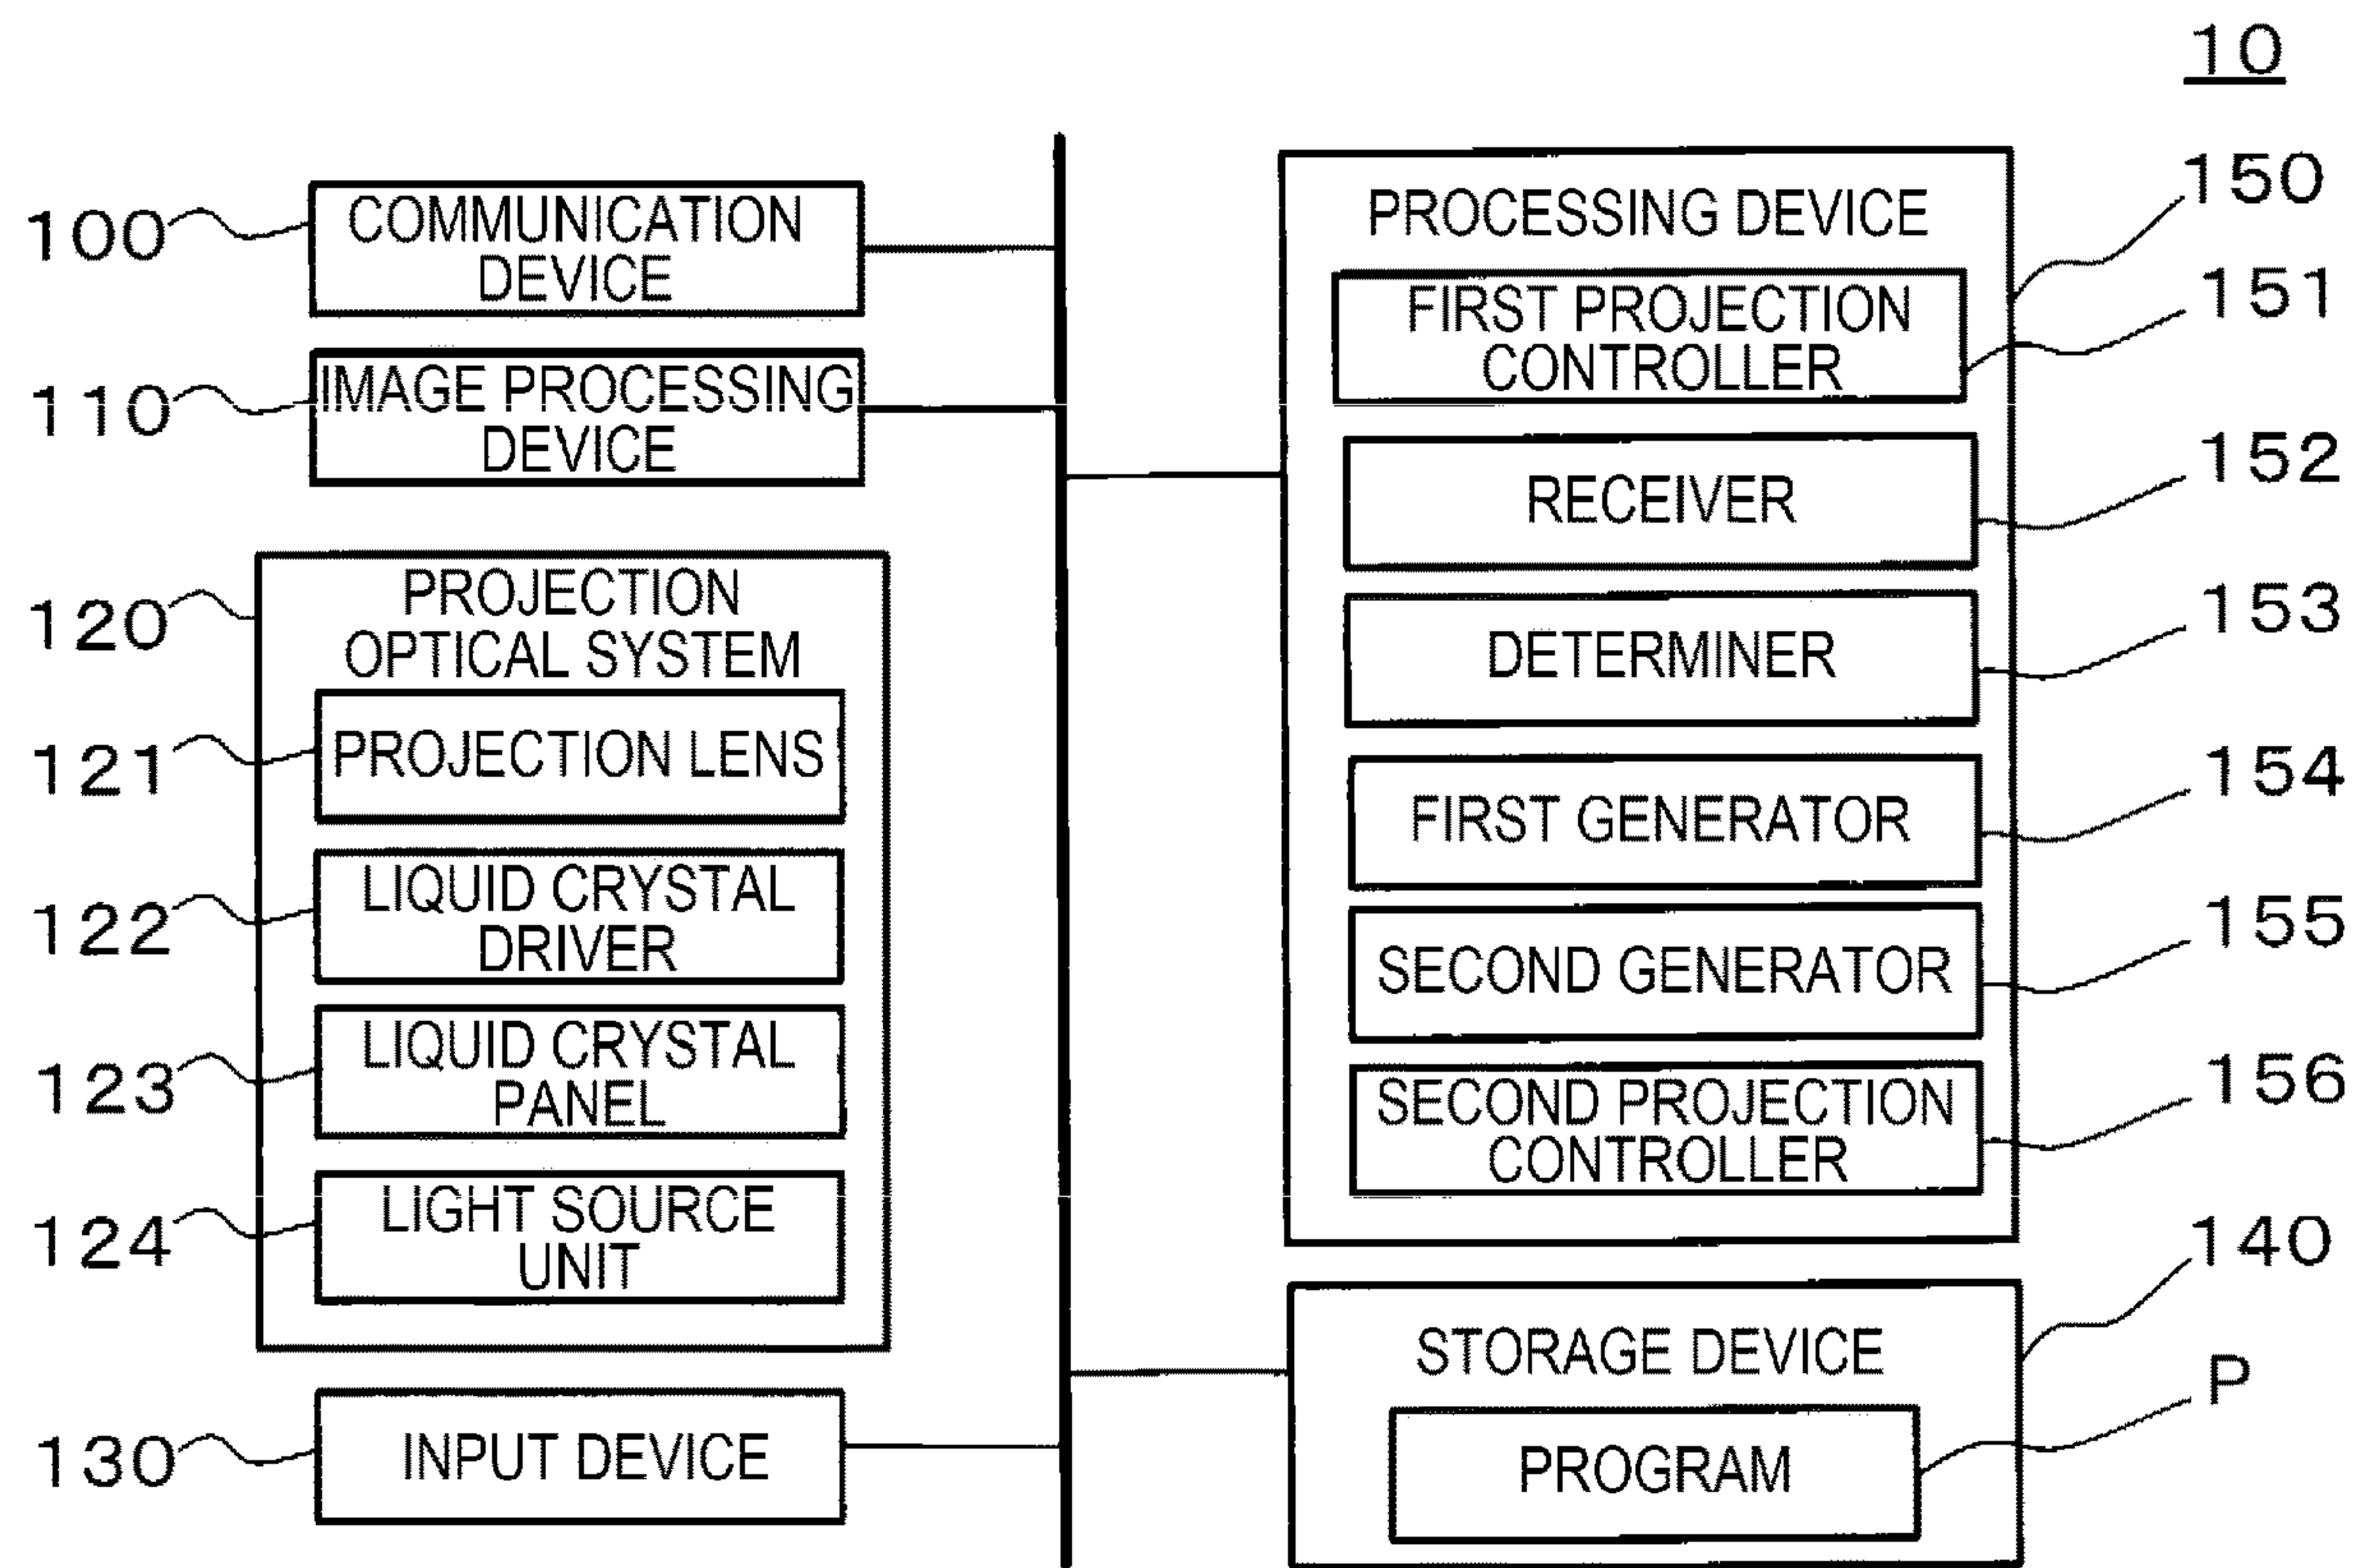 10
100
COMMUNICATION
DEVICE
110
IMAGE PROCESSING
DEVICE
120
PROJECTION
OPTICAL SYSTEM
121
PROJECTION LENS
122
LIQUID CRYSTAL
DRIVER
123
LIQUID CRYSTAL
PANEL
124
LIGHT SOURCE
UNIT
130
INPUT DEVICE
PROCESSING DEVICE
150
FIRST PROJECTION
CONTROLLER
151
RECEIVER
152
DETERMINER
153
FIRST GENERATOR
154
SECOND GENERATOR
155
SECOND PROJECTION
CONTROLLER
156
STORAGE DEVICE
140
PROGRAM
P